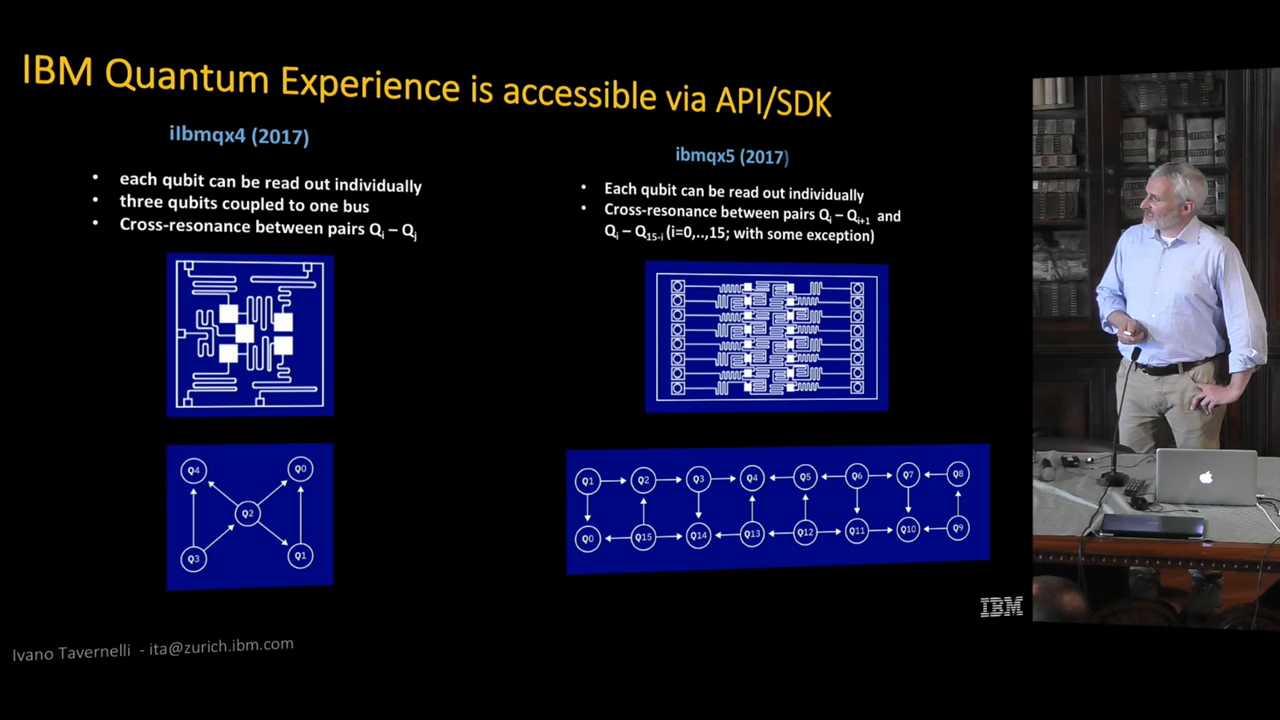 IBM Quantum Experience is accessible via API/SDK
iIbmqx4 (2017)
• each qubit can be read out individually
• three qubits coupled to one bus
• Cross-resonance between pairs Qi – Qj
ibmqx5 (2017)
• Each qubit can be read out individually
• Cross-resonance between pairs Qi – Qi+1 and
Qi – Q15-i (i=0,..,15; with some exception)
Q4 Q0
Q2
Q3 Q1
Q1 Q2 Q3 Q4 Q5 Q6 Q7 Q8
Q0 Q15 Q14 Q13 Q12 Q11 Q10 Q9
IBM
Ivano Tavernelli - ita@zurich.ibm.com